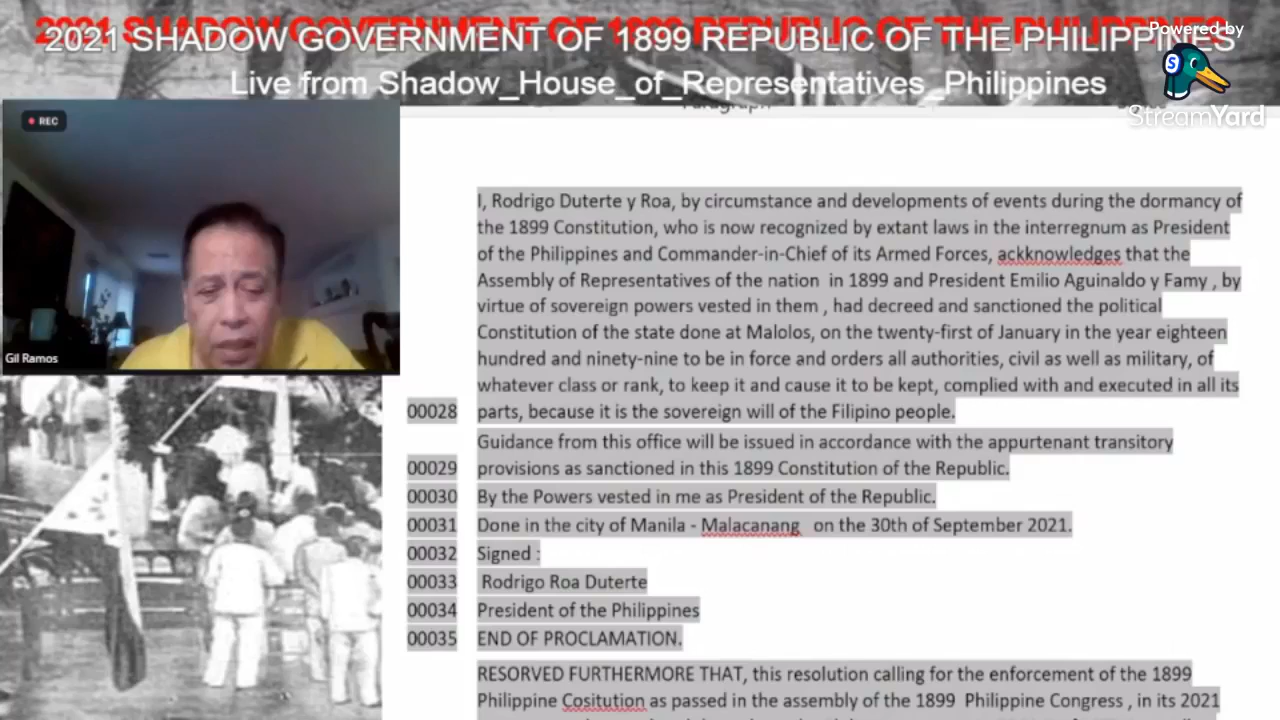 2021 SHADOW GOVERNMENT OF 1899 REPUBLIC OF THE PHILIPPINES
Powered by
Live from Shadow_House_of_Representatives_Philippines
StreamYard
Paragraph
REC
Gil Ramos
I, Rodrigo Duterte y Roa, by circumstance and developments of events during the dormancy of
the 1899 Constitution, who is now recognized by extant laws in the interregnum as President
of the Philippines and Commander-in-Chief of its Armed Forces, ackknowledges that the
Assembly of Representatives of the nation in 1899 and President Emilio Aguinaldo y Famy , by
virtue of sovereign powers vested in them , had decreed and sanctioned the political
Constitution of the state done at Malolos, on the twenty-first of January in the year eighteen
hundred and ninety-nine to be in force and orders all authorities, civil as well as military, of
whatever class or rank, to keep it and cause it to be kept, complied with and executed in all its
00028 parts, because it is the sovereign will of the Filipino people.
Guidance from this office will be issued in accordance with the appurtenant transitory
00029 provisions as sanctioned in this 1899 Constitution of the Republic.
00030 By the Powers vested in me as President of the Republic.
00031 Done in the city of Manila - Malacanang on the 30th of September 2021.
00032 Signed :
00033 Rodrigo Roa Duterte
00034 President of the Philippines
00035 END OF PROCLAMATION.
RESORVED FURTHERMORE THAT, this resolution calling for the enforcement of the 1899
Philippine Cositution as passed in the assembly of the 1899 Philippine Congress , in its 2021